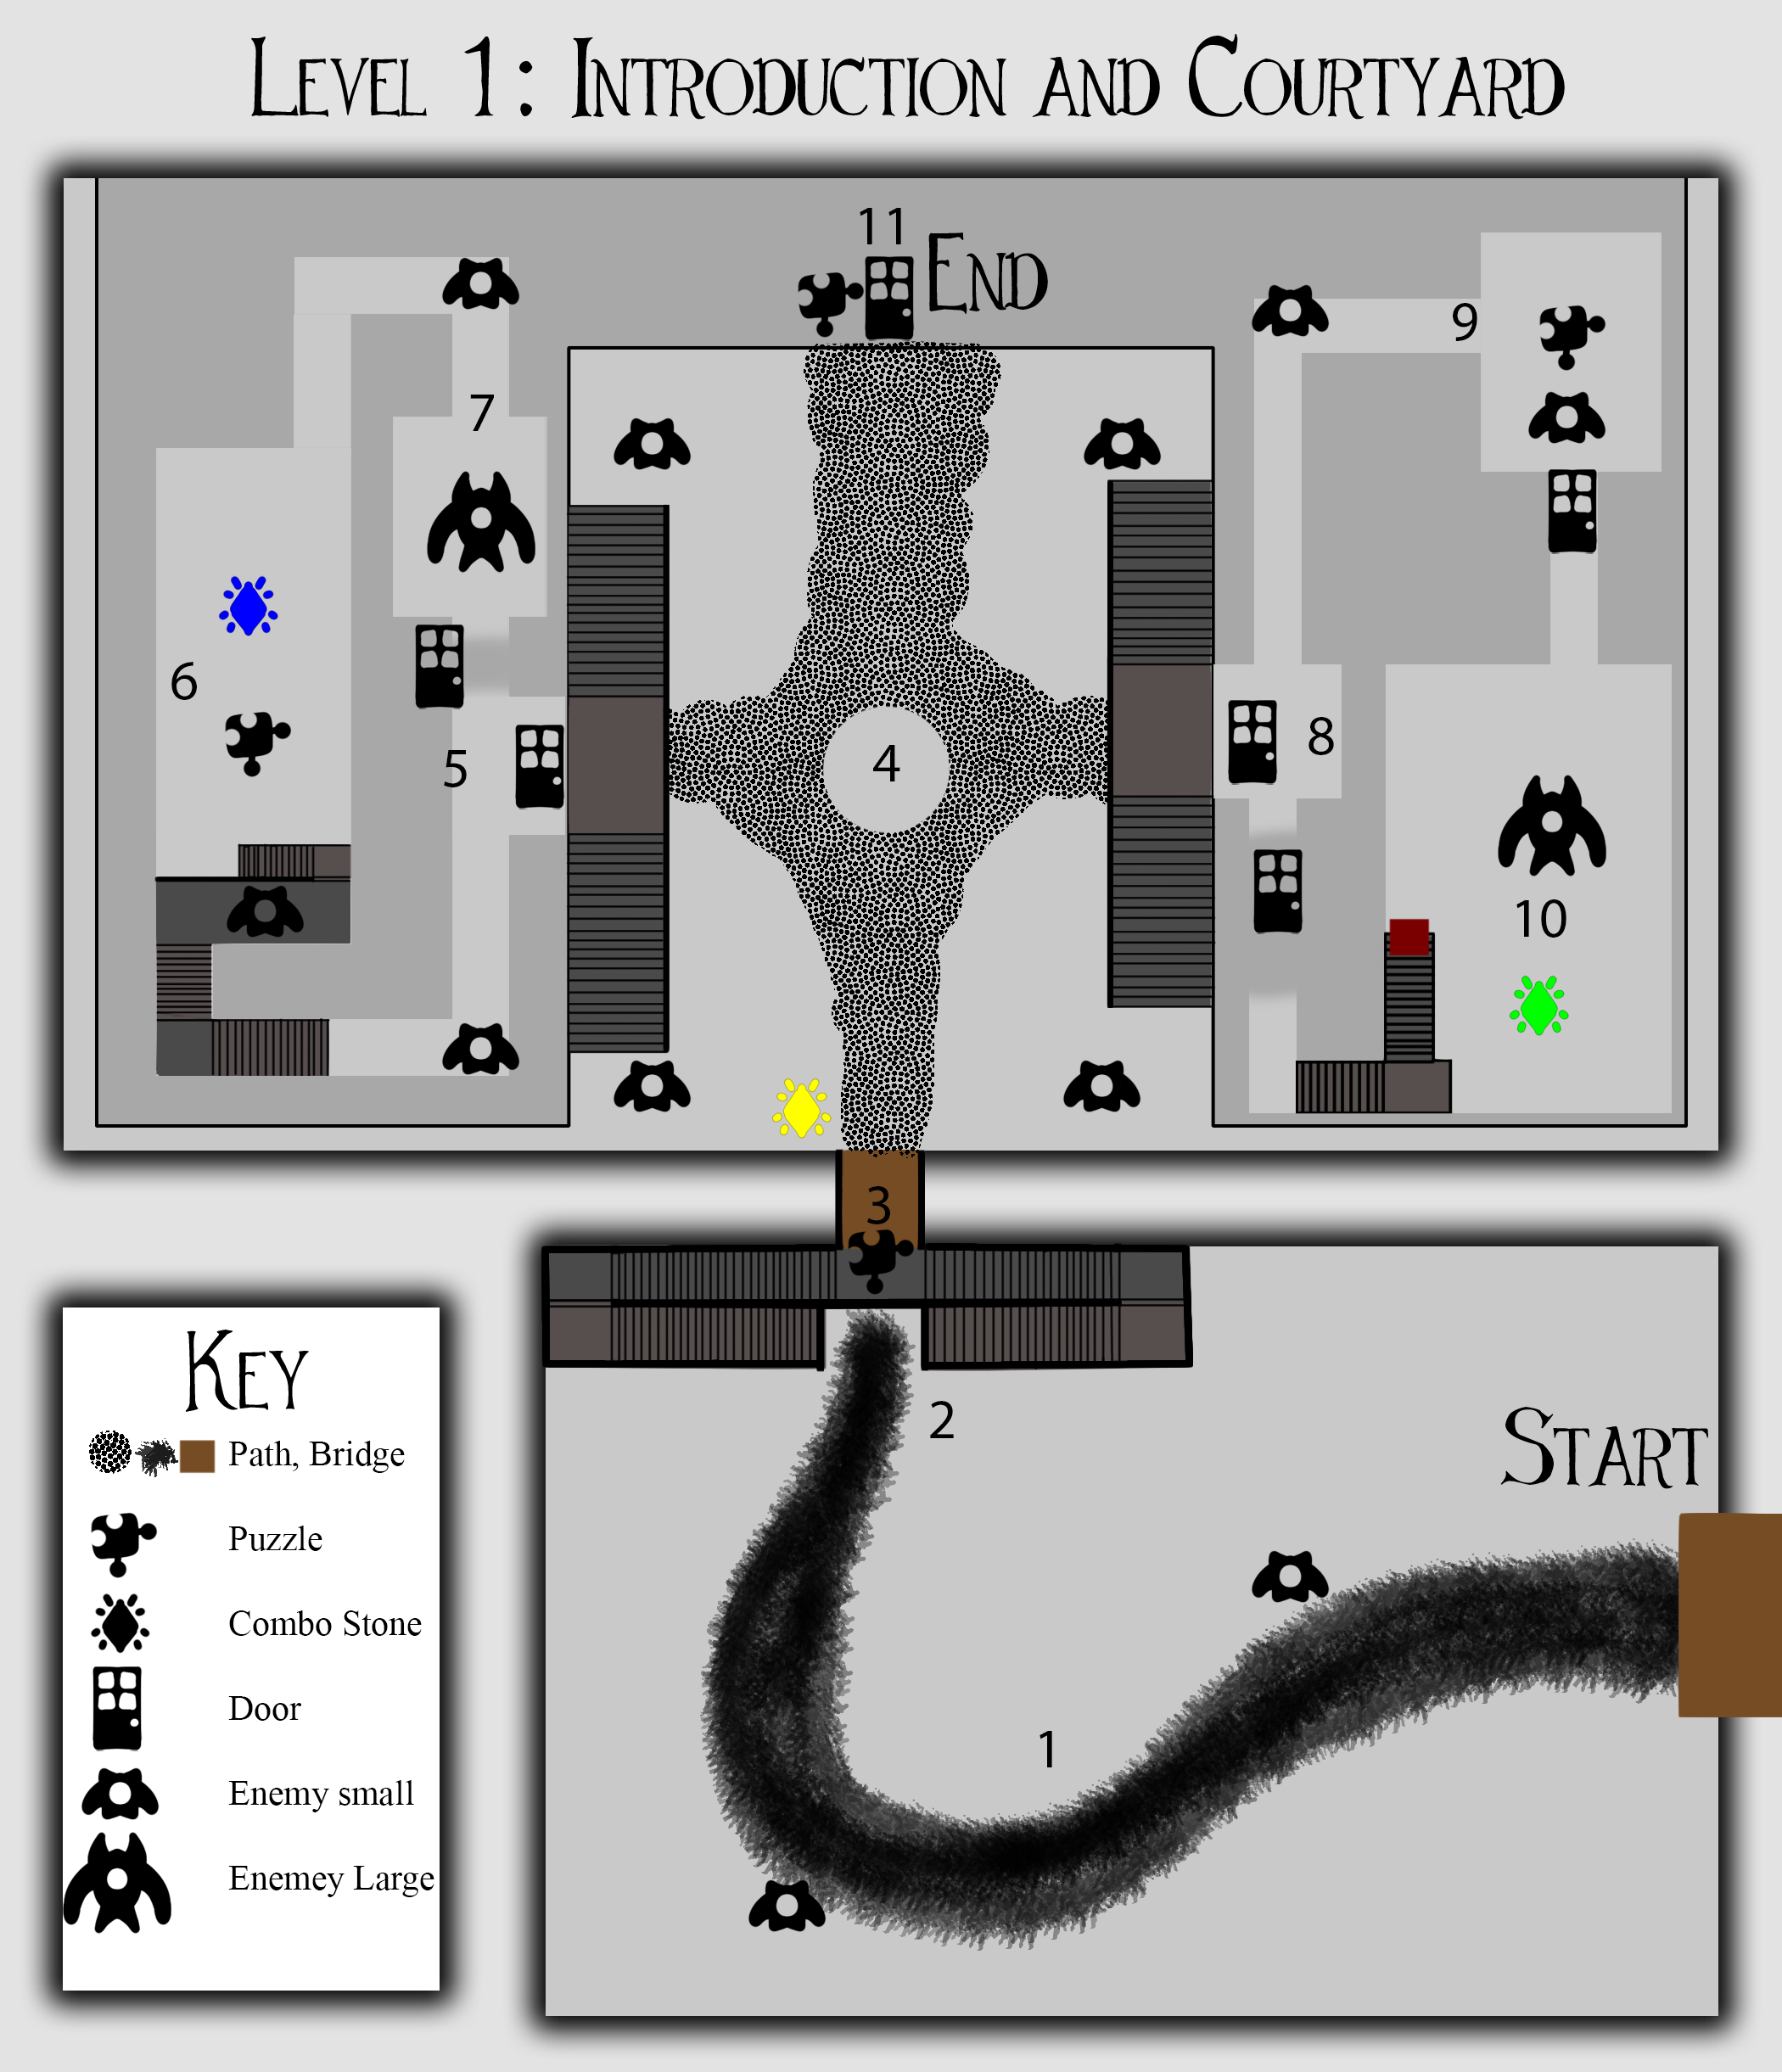 Level 1: Introduction and Courtyard
11
End
9
7
6
5
4
8
10
3
2
Start
1
Key
Path, Bridge
Puzzle
Combo Stone
Door
Enemy small
Enemey Large